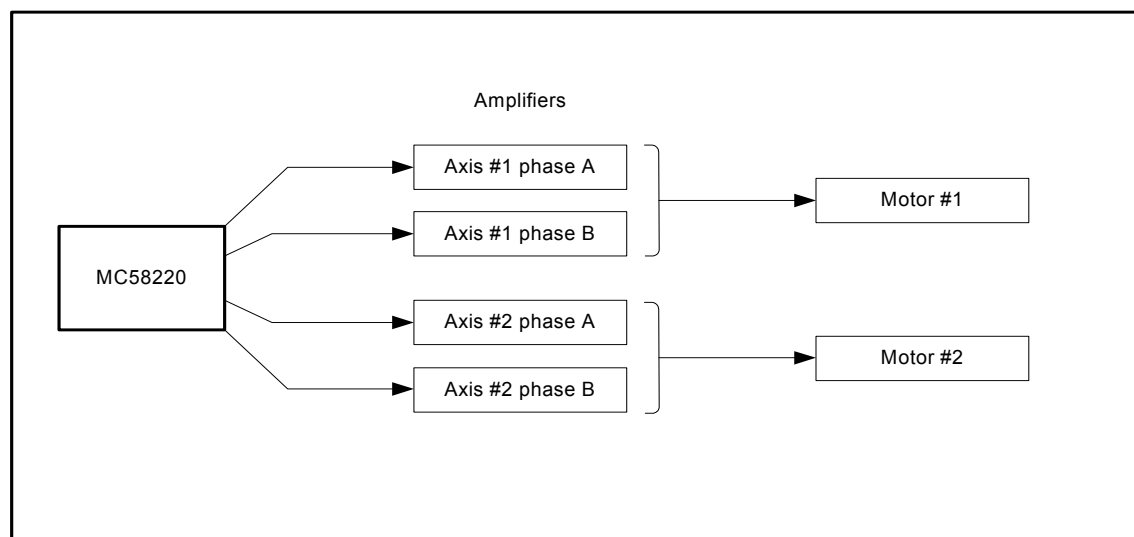 Amplifiers
Axis #1 phase A
Axis #1 phase B
Motor #1
MC58220
Axis #2 phase A
Axis #2 phase B
Motor #2